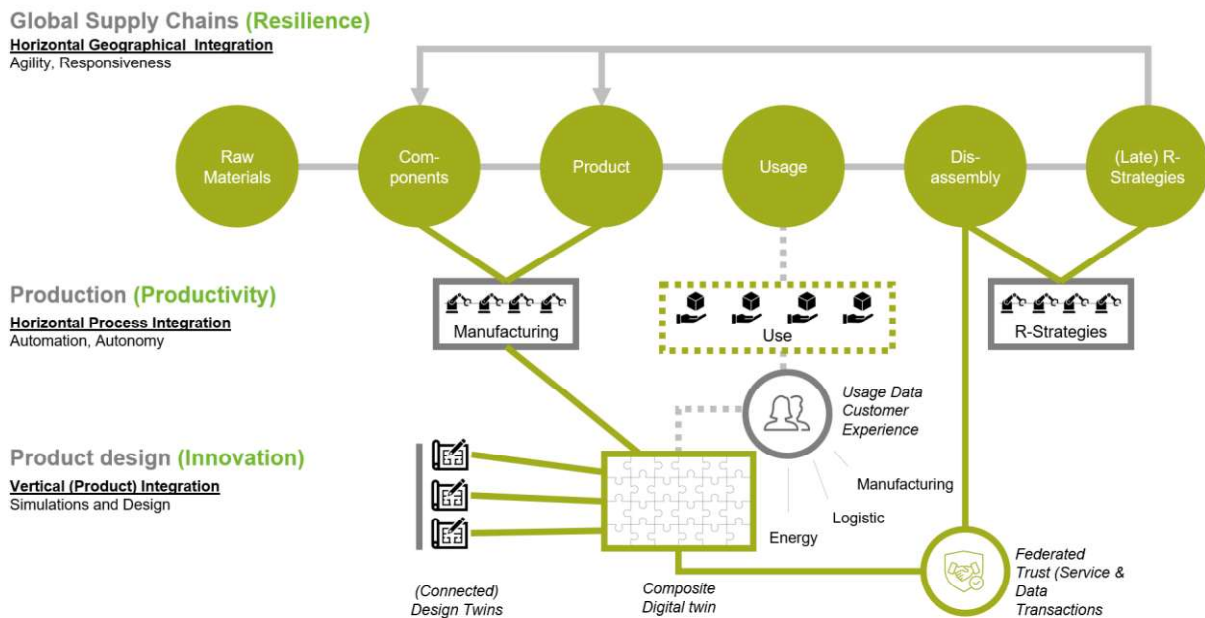 Global Supply Chains (Resilience)
Horizontal Geographical Integration
Agility, Responsiveness
Raw
Materials
Com-
ponents
Product
Usage
Dis-
assembly
(Late) R-
Strategies
Production (Productivity)
Horizontal Process Integration
Automation, Autonomy
Manufacturing
Use
R-Strategies
Usage Data
Customer
Experience
Product design (Innovation)
Vertical (Product) Integration
Simulations and Design
Manufacturing
Logistic
Energy
(Connected)
Design Twins
Composite
Digital twin
Federated
Trust (Service &
Data
Transactions